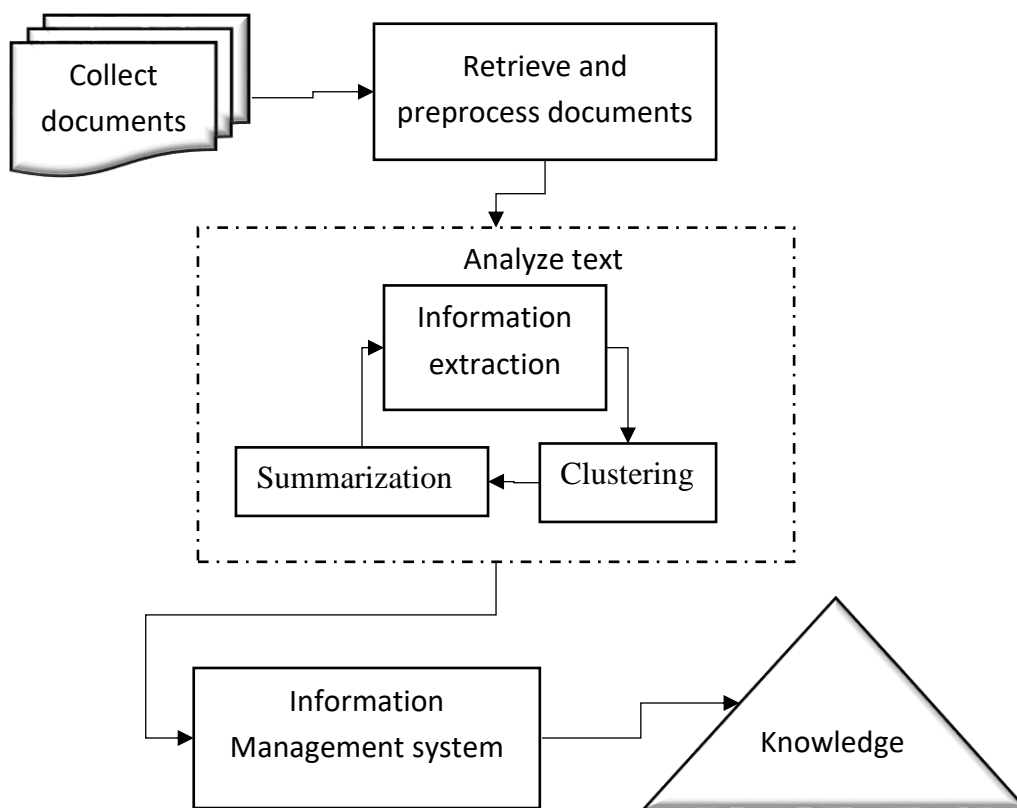 Collect
documents
Retrieve and
preprocess documents
Analyze text
Information
extraction
Summarization
Clustering
Information
Management system
Knowledge